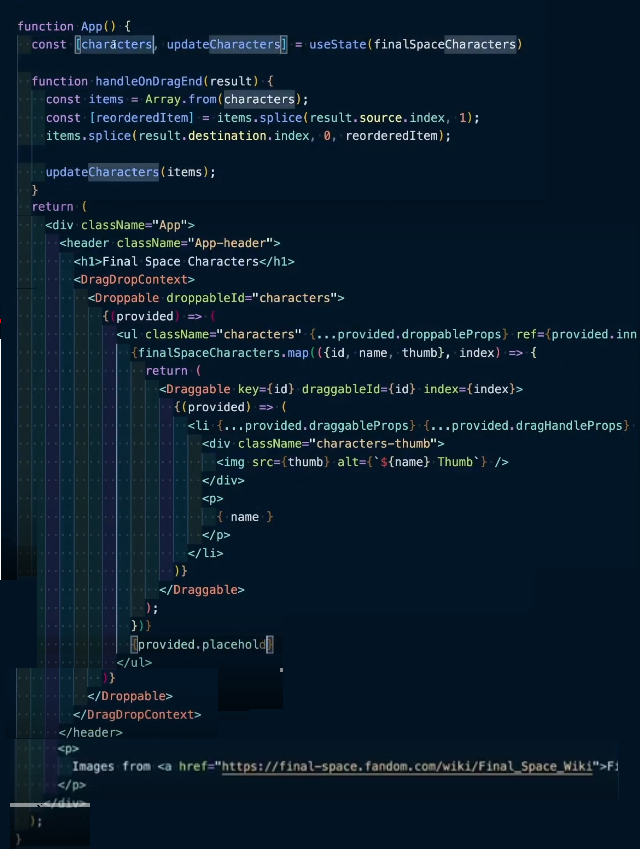 function App() {
const [characters, updateCharacters] = useState(finalSpaceCharacters)
function handleOnDragEnd(result) {
const items = Array.from(characters);
const [reorderedItem] = items.splice(result.source.index, 1);
items.splice(result.destination.index, 0, reorderedItem);
updateCharacters(items);
}
return (
<div className="App">
<header className="App-header">
<h1>Final Space Characters</h1>
<DragDropContext>
<Droppable droppableId="characters">
{(provided) => (
<ul className="characters" {...provided.droppableProps} ref={provided.inn
{finalSpaceCharacters.map(({id, name, thumb}, index) => {
return (
<Draggable key={id} draggableId={id} index={index}>
{(provided) => (
<li {...provided.draggableProps} {...provided.dragHandleProps}
<div className="characters-thumb">
<img src={thumb} alt={`${name} Thumb`} />
</div>
<p>
{ name }
</p>
</li>
)}
</Draggable>
);
})}
{provided.placehold}
</ul>
)}
</Droppable>
</DragDropContext>
</header>
<p>
Images from <a href="https://final-space.fandom.com/wiki/Final_Space_Wiki">Fi
</p>
</div>
);
}